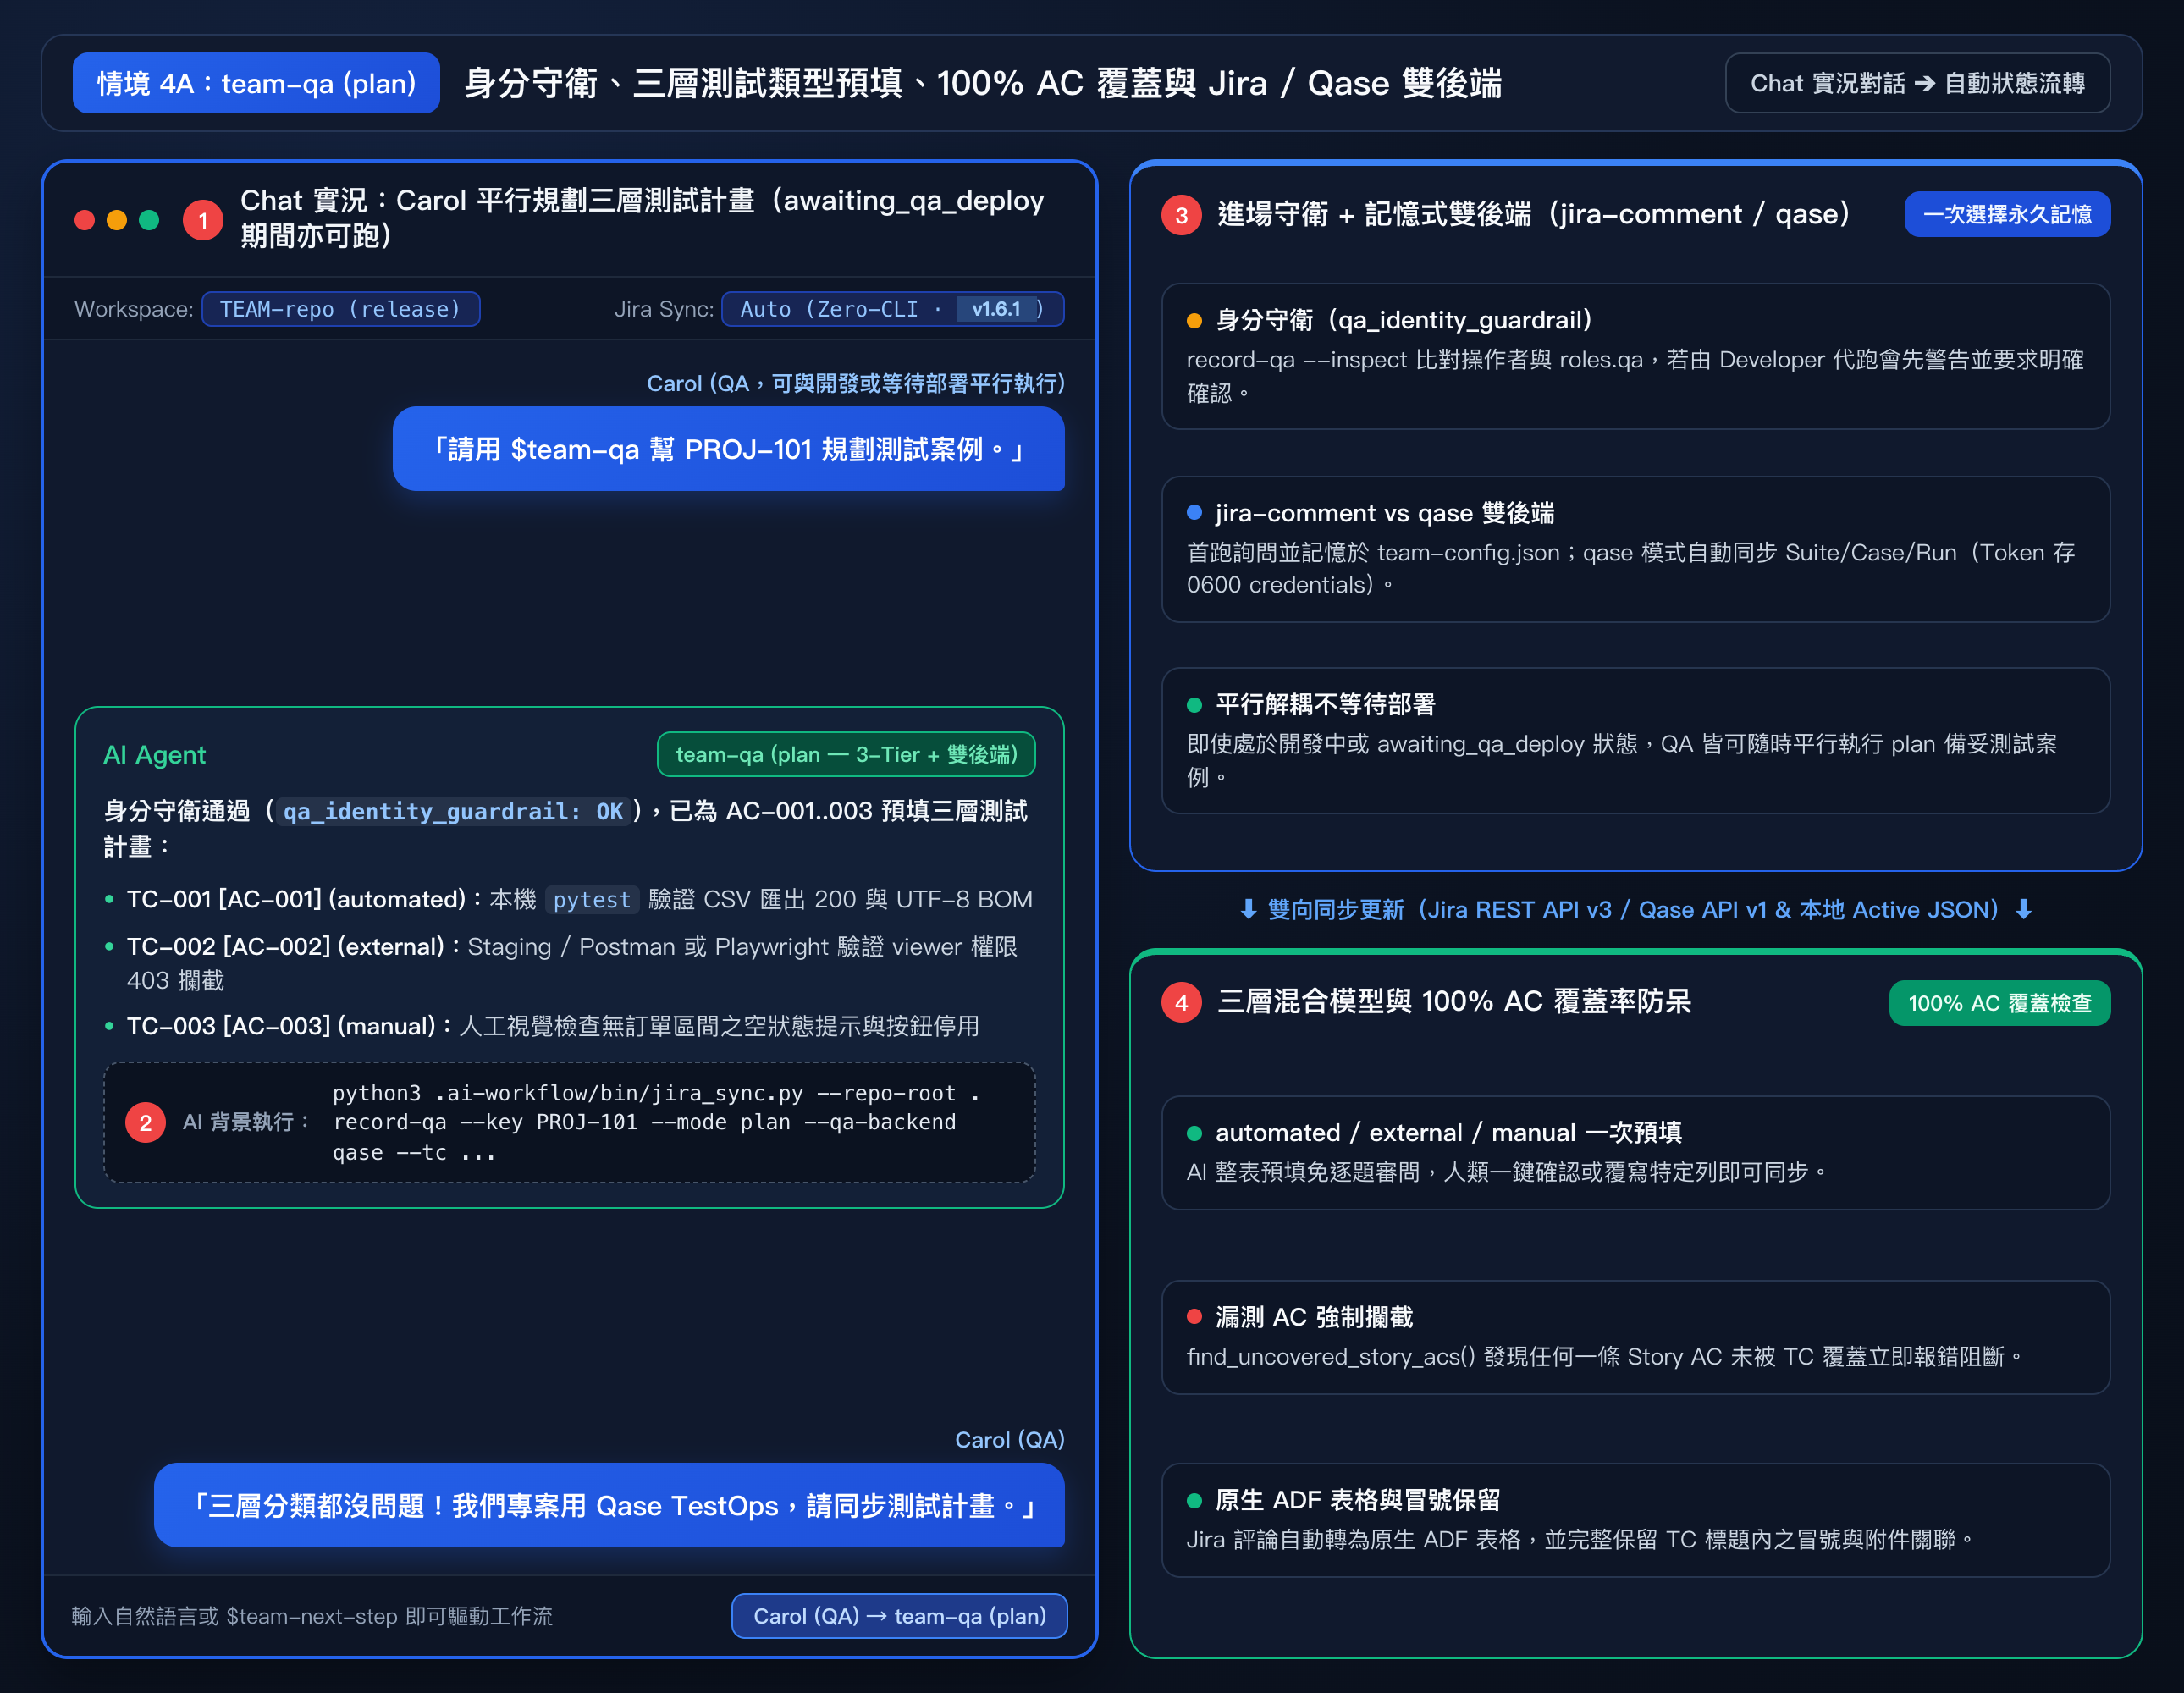 情境 4A：team-qa (plan)
身分守衛、三層測試類型預填、100% AC 覆蓋與 Jira / Qase 雙後端
Chat 實況對話 ➔ 自動狀態流轉
1
Chat 實況：Carol 平行規劃三層測試計畫（awaiting_qa_deploy
期間亦可跑）
Workspace: TEAM-repo (release)
Jira Sync: Auto (Zero-CLI · v1.6.1 )
Carol (QA，可與開發或等待部署平行執行)
「請用 $team-qa 幫 PROJ-101 規劃測試案例。」
AI Agent
team-qa (plan — 3-Tier + 雙後端)
身分守衛通過（qa_identity_guardrail: OK），已為 AC-001..003 預填三層測試
計畫：
• TC-001 [AC-001] (automated)：本機 pytest 驗證 CSV 匯出 200 與 UTF-8 BOM
• TC-002 [AC-002] (external)：Staging / Postman 或 Playwright 驗證 viewer 權限
403 攔截
• TC-003 [AC-003] (manual)：人工視覺檢查無訂單區間之空狀態提示與按鈕停用
2
AI 背景執行：
python3 .ai-workflow/bin/jira_sync.py --repo-root .
record-qa --key PROJ-101 --mode plan --qa-backend
qase --tc ...
Carol (QA)
「三層分類都沒問題！我們專案用 Qase TestOps，請同步測試計畫。」
輸入自然語言或 $team-next-step 即可驅動工作流
Carol (QA) → team-qa (plan)
3
進場守衛 + 記憶式雙後端（jira-comment / qase）
一次選擇永久記憶
身分守衛（qa_identity_guardrail）
record-qa --inspect 比對操作者與 roles.qa，若由 Developer 代跑會先警告並要求明確
確認。
jira-comment vs qase 雙後端
首跑詢問並記憶於 team-config.json；qase 模式自動同步 Suite/Case/Run（Token 存
0600 credentials）。
平行解耦不等待部署
即使處於開發中或 awaiting_qa_deploy 狀態，QA 皆可隨時平行執行 plan 備妥測試案
例。
⬇ 雙向同步更新（Jira REST API v3 / Qase API v1 & 本地 Active JSON）⬇
4
三層混合模型與 100% AC 覆蓋率防呆
100% AC 覆蓋檢查
automated / external / manual 一次預填
AI 整表預填免逐題審問，人類一鍵確認或覆寫特定列即可同步。
漏測 AC 強制攔截
find_uncovered_story_acs() 發現任何一條 Story AC 未被 TC 覆蓋立即報錯阻斷。
原生 ADF 表格與冒號保留
Jira 評論自動轉為原生 ADF 表格，並完整保留 TC 標題內之冒號與附件關聯。